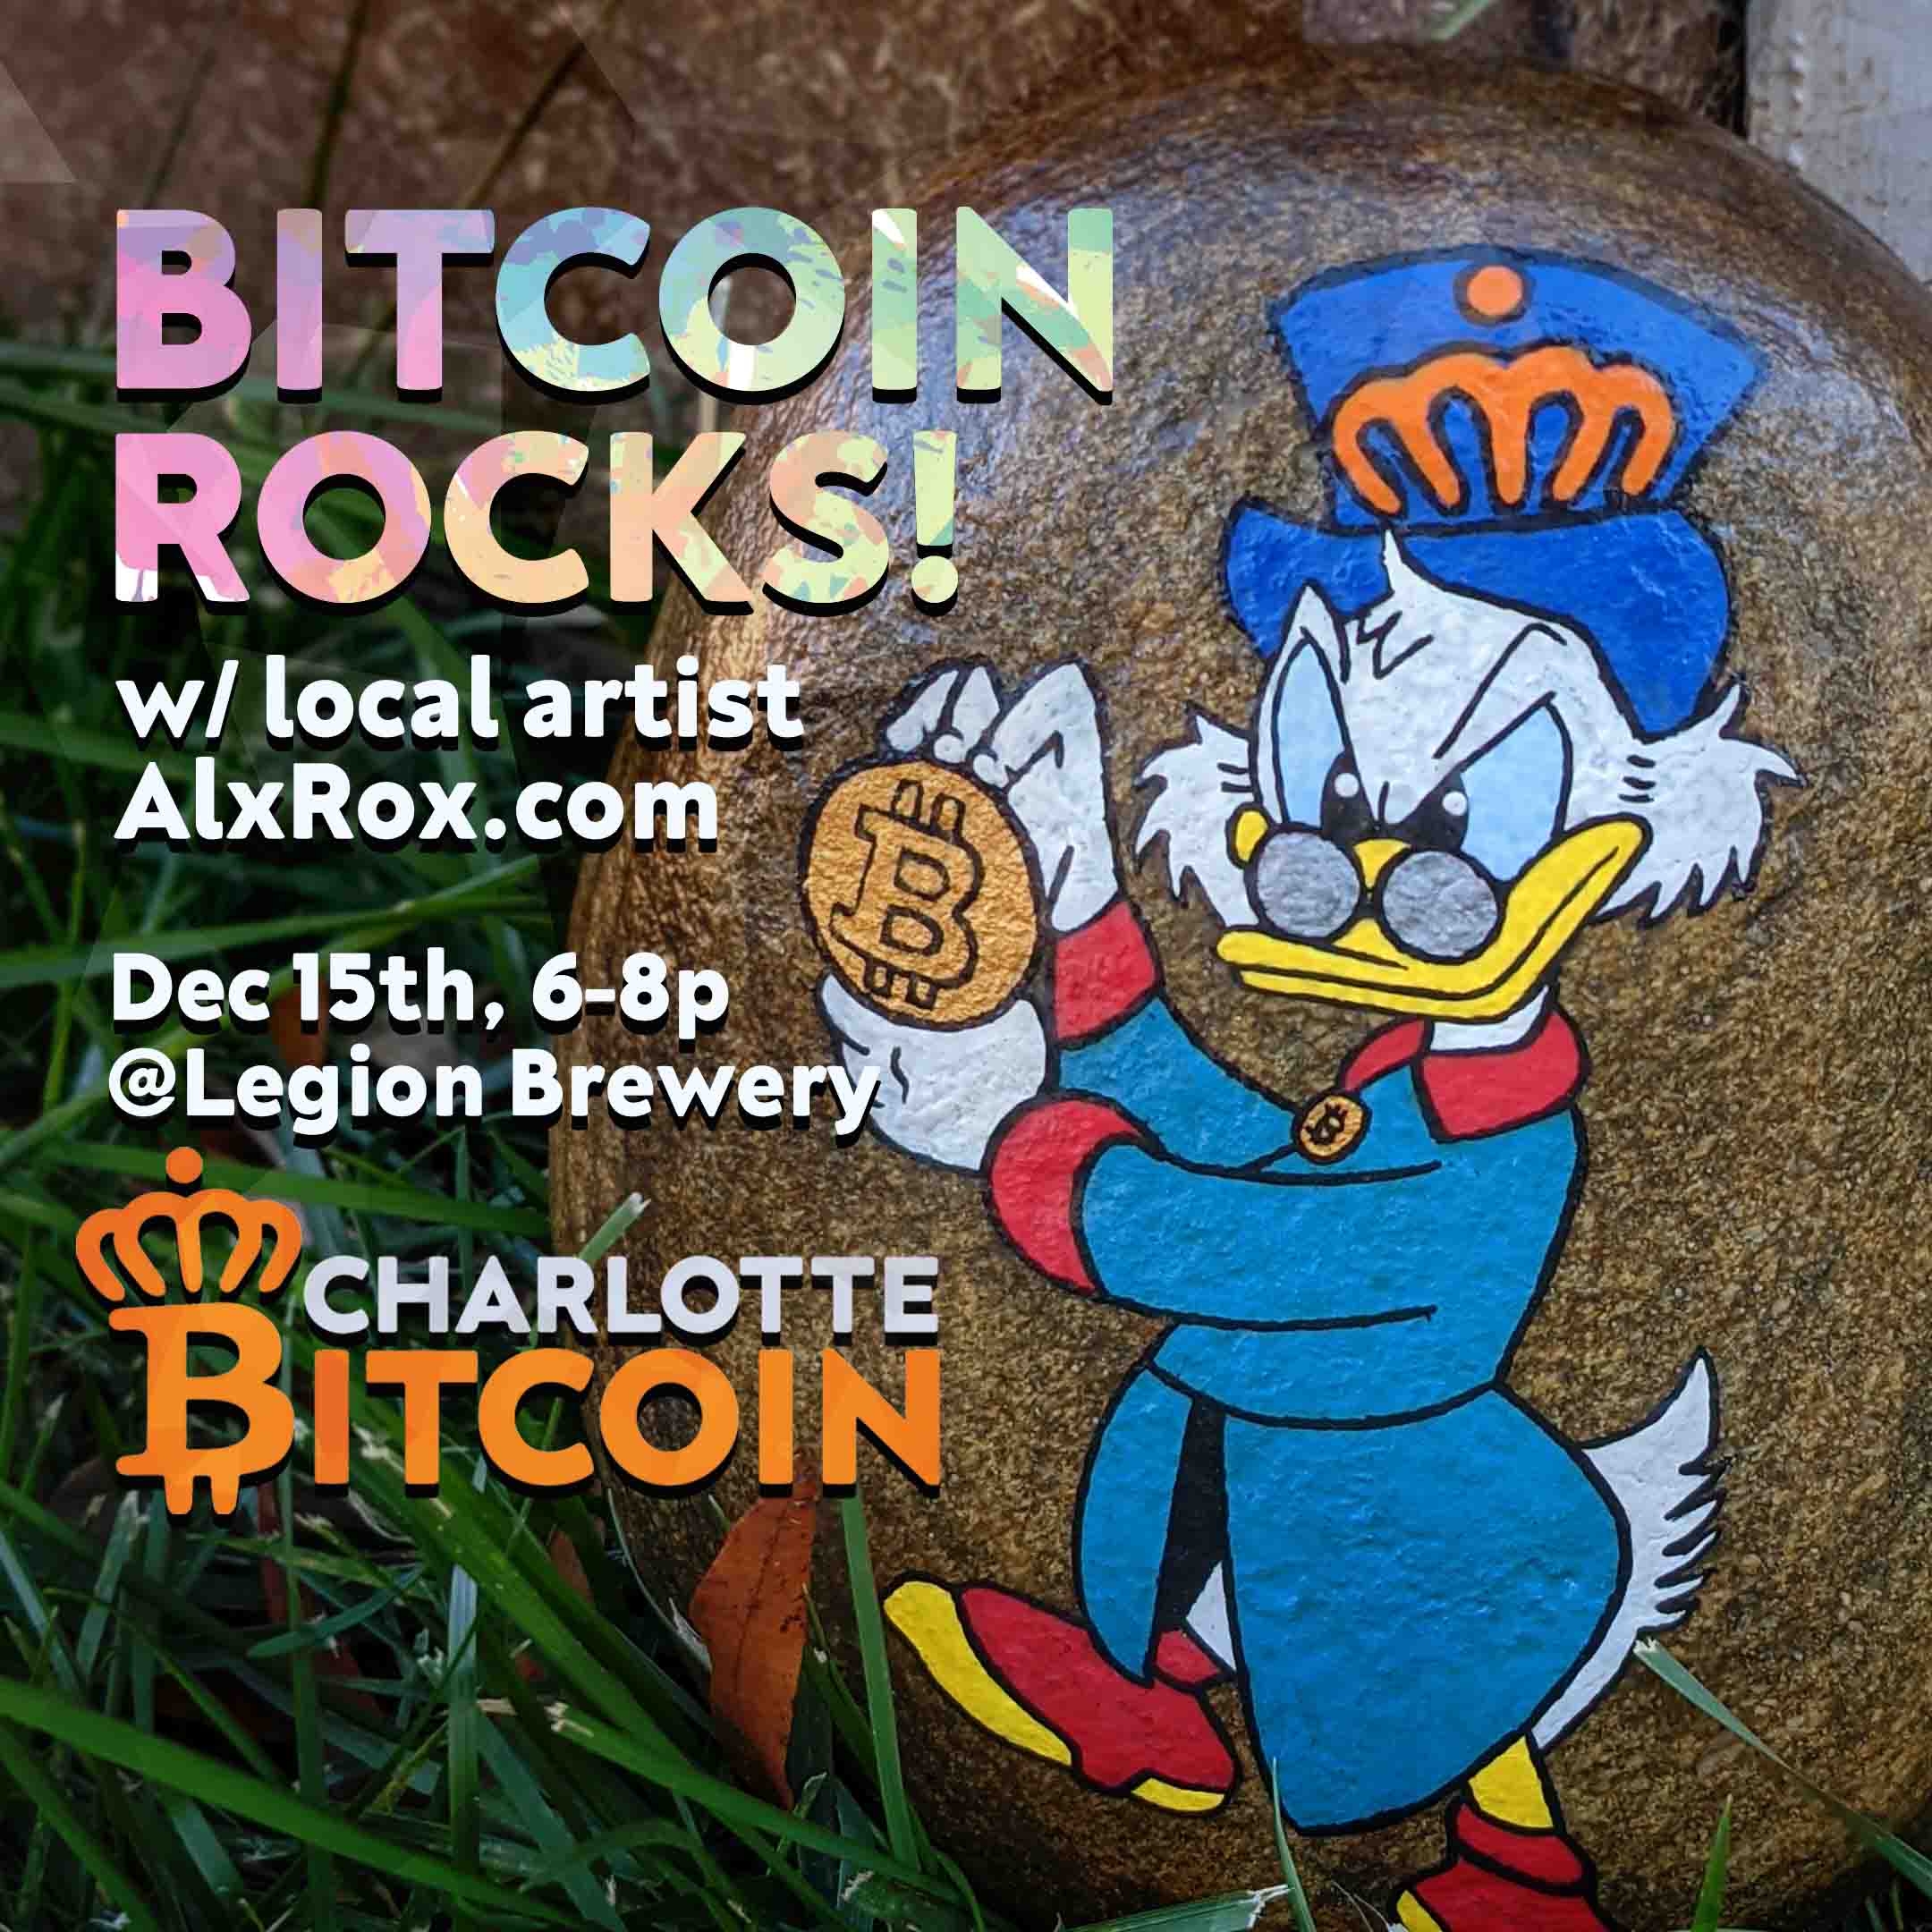 BITCOIN
ROCKS!
w/ local artist
AlxRox.com
Dec 15th, 6-8p
@Legion Brewery
CHARLOTTE
BITCOIN